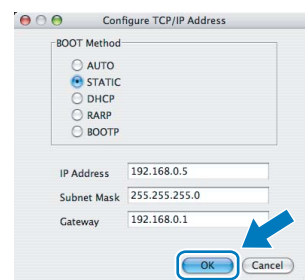 Configure TCP/IP Address
BOOT Method
AUTO
STATIC
DHCP
RARP
BOOTP
IP Address 192.168.0.5
Subnet Mask 255.255.255.0
Gateway 192.168.0.1
OK Cancel